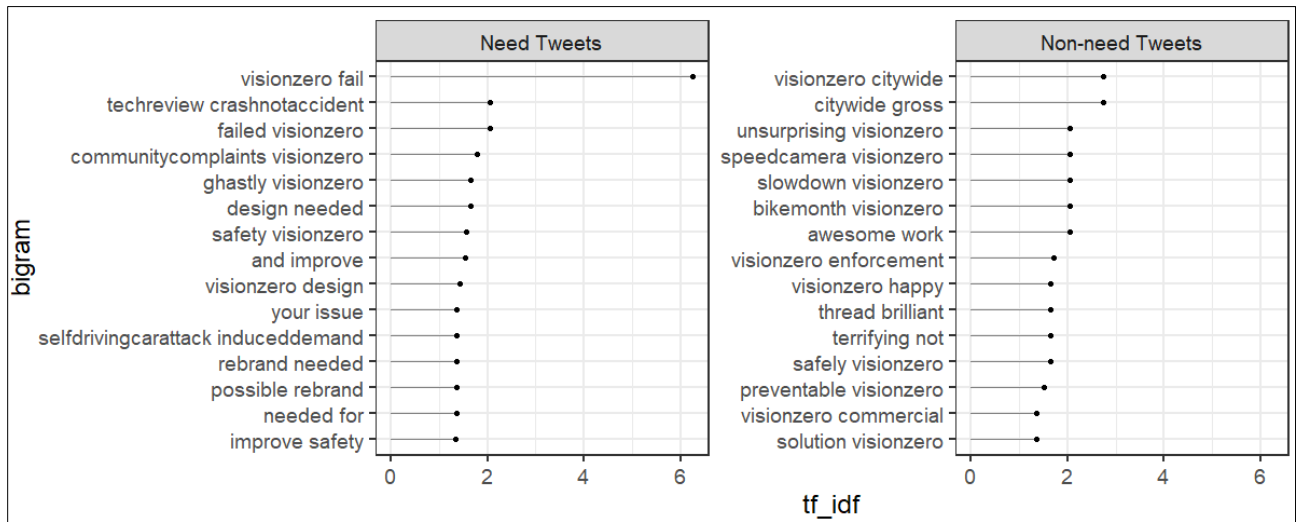 Need Tweets
visionzero fail
techreview crashnotaccident
failed visionzero
communitycomplaints visionzero
ghastly visionzero
design needed
safety visionzero
and improve
visionzero design
your issue
selfdrivingcarattack induceddemand
rebrand needed
possible rebrand
needed for
improve safety
0 2 4 6
Non-need Tweets
visionzero citywide
citywide gross
unsurprising visionzero
speedcamera visionzero
slowdown visionzero
bikemonth visionzero
awesome work
visionzero enforcement
visionzero happy
thread brilliant
terrifying not
safely visionzero
preventable visionzero
visionzero commercial
solution visionzero
0 2 4 6
bigram
tf_idf